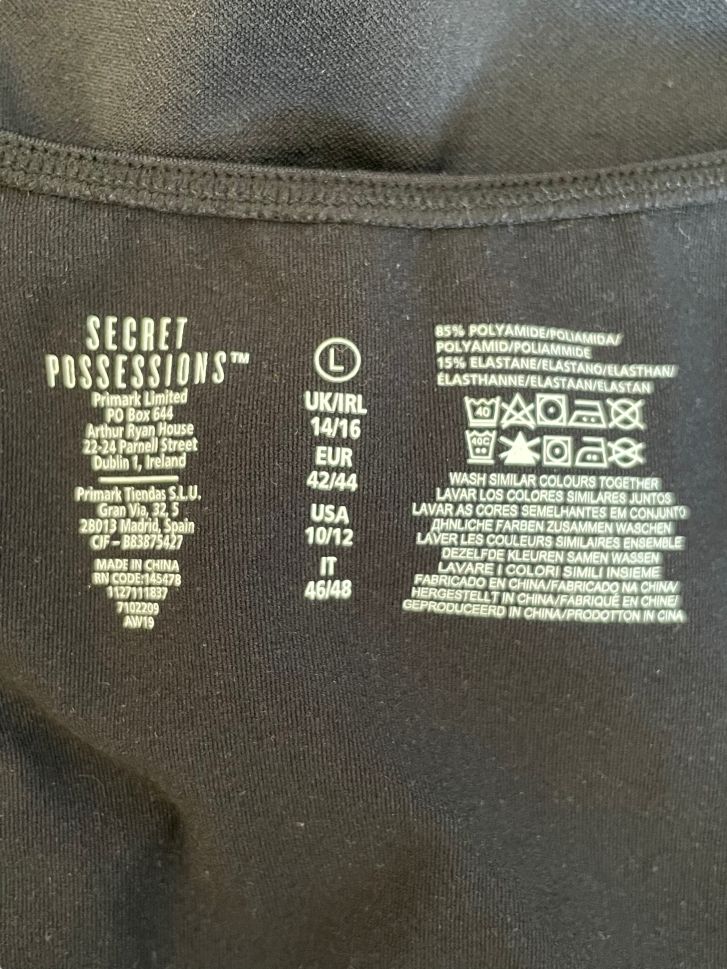 SECRET
POSSESSIONS™
Primark Limited
PO Box 644
Arthur Ryan House
22-24 Parnell Street
Dublin 1, Ireland
Primark Tiendas S.L.U.
Gran Via, 32, 5
28013 Madrid, Spain
C/F – B83875427
MADE IN CHINA
RN CODE:145478
1127111837
7102209
AW19
L
UK/IRL
14/16
EUR
42/44
USA
10/12
IT
46/48
85% POLYAMIDE/POLIAMIDA/
POLYAMID/POLIAMMIDE
15% ELASTANE/ELASTANO/ELASTHAN/
ÉLASTHANNE/ELASTAAN/ELASTAN
40
40C
WASH SIMILAR COLOURS TOGETHER
LAVAR LOS COLORES SIMILARES JUNTOS
LAVAR AS CORES SEMELHANTES EM CONJUNTO
ÄHNLICHE FARBEN ZUSAMMEN WASCHEN
LAVER LES COULEURS SIMILAIRES ENSEMBLE
DEZELFDE KLEUREN SAMEN WASSEN
LAVARE I COLORI SIMILI INSIEME
FABRICADO EN CHINA/FABRICADO NA CHINA/
HERGESTELLT IN CHINA/FABRIQUÉ EN CHINE/
GEPRODUCEERD IN CHINA/PRODOTTON IN CINA